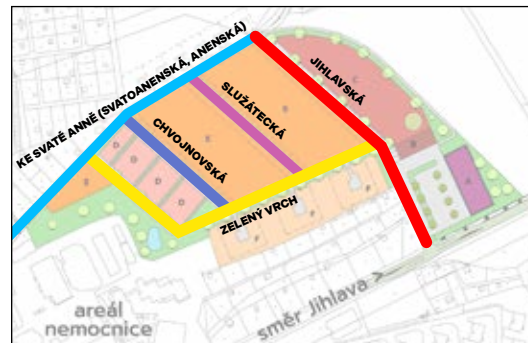 KE SVATÉ ANNĚ (SVATOANENSKÁ, ANENSKÁ)
JIHLAVSKÁ
SLUŽÁTECKÁ
CHVOJNOVSKÁ
ZELENÝ VRCH
směr Jihlava >
areál
nemocnice